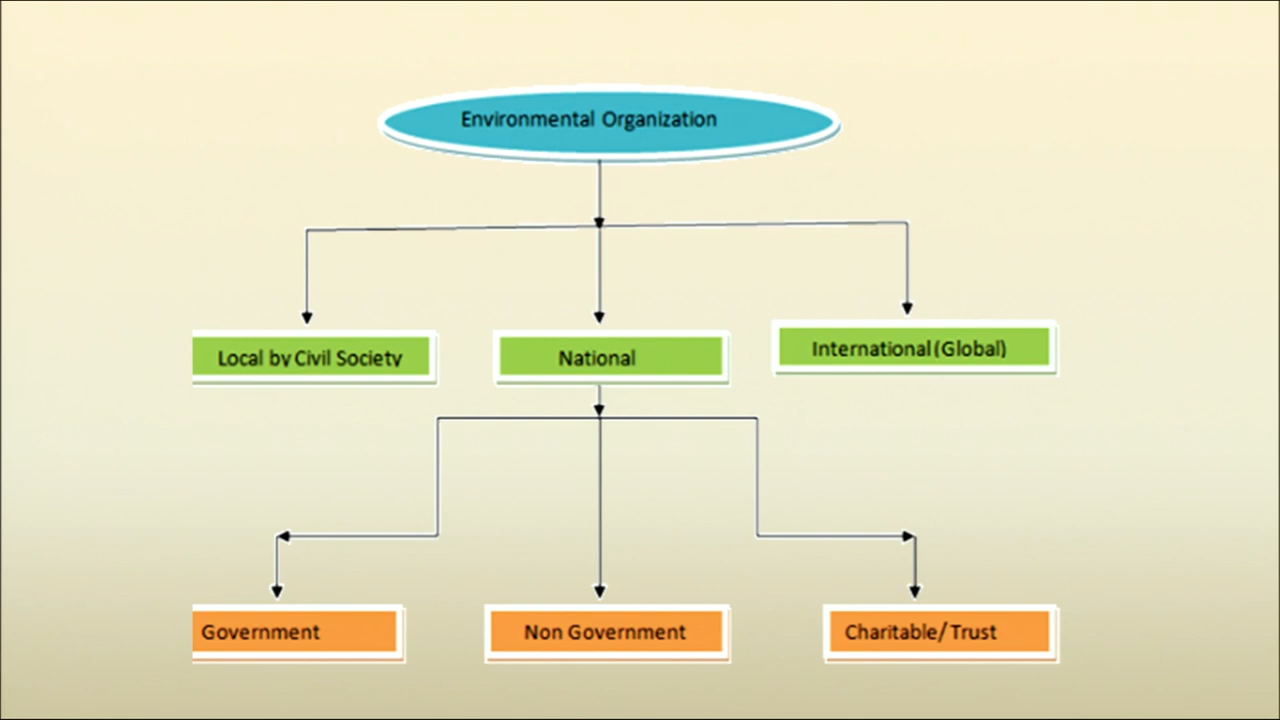 Environmental Organization
Local by Civil Society
National
International (Global)
Government
Non Government
Charitable/ Trust